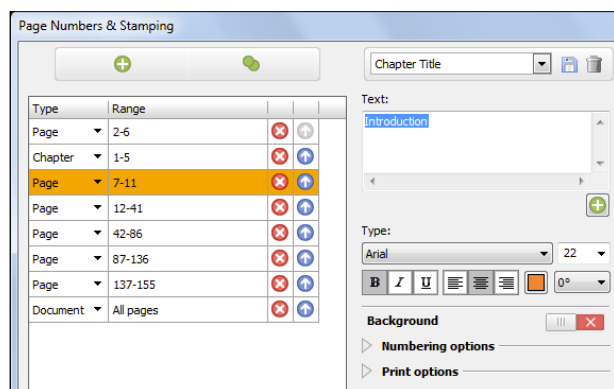 Page Numbers & Stamping
Chapter Title
Type Range
Page 2-6
Chapter 1-5
Page 7-11
Page 12-41
Page 42-86
Page 87-136
Page 137-155
Document All pages
Text:
Introduction
Type:
Arial 22
B I U 0°
Background
Numbering options
Print options